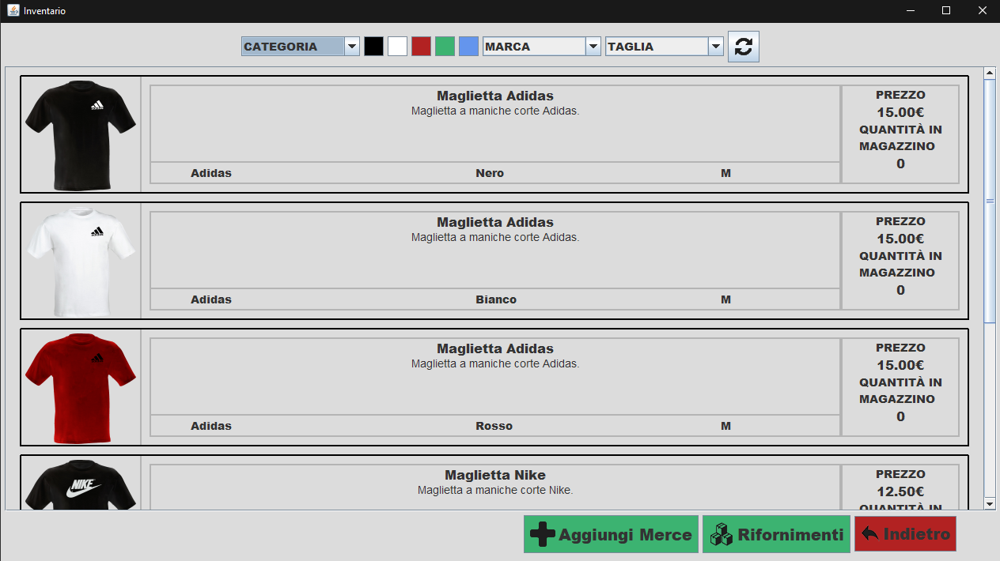 Inventario
CATEGORIA MARCA TAGLIA
Maglietta Adidas
Maglietta a maniche corte Adidas.
Adidas Nero M
PREZZO
15.00€
QUANTITÀ IN
MAGAZZINO
0
Maglietta Adidas
Maglietta a maniche corte Adidas.
Adidas Bianco M
PREZZO
15.00€
QUANTITÀ IN
MAGAZZINO
0
Maglietta Adidas
Maglietta a maniche corte Adidas.
Adidas Rosso M
PREZZO
15.00€
QUANTITÀ IN
MAGAZZINO
0
NIKE
Maglietta Nike
Maglietta a maniche corte Nike.
PREZZO
12.50€
QUANTITÀ IN
Aggiungi Merce Rifornimenti Indietro